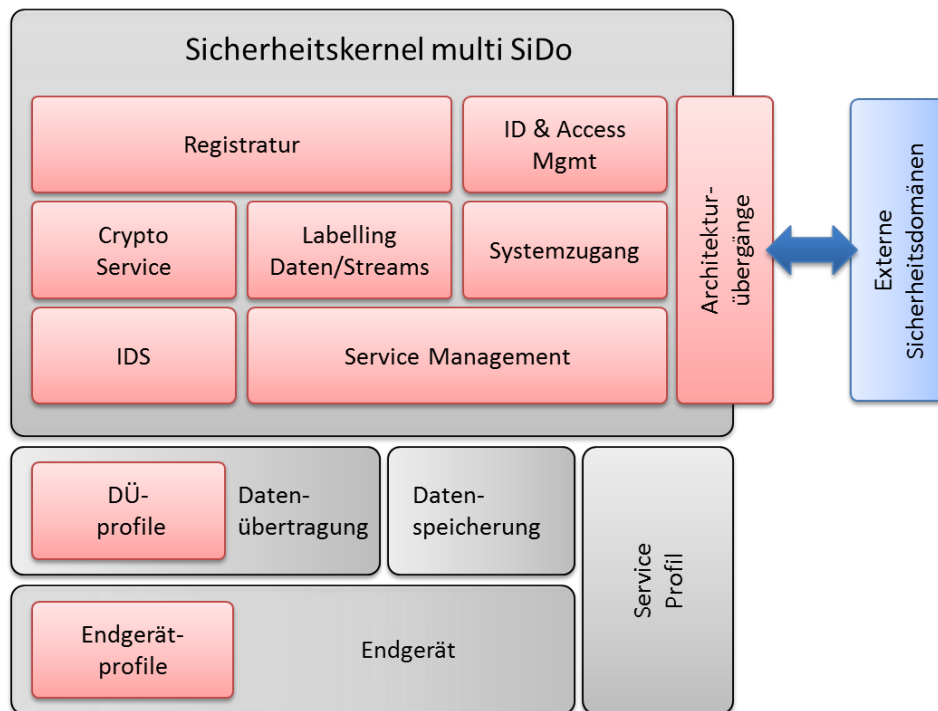 Sicherheitskernel multi SiDo
Registratur
ID & Access
Mgmt
Crypto
Service
Labelling
Daten/Streams
Systemzugang
IDS
Service Management
Architektur-
übergänge
Externe
Sicherheitsdomänen
DÜ-
profile
Daten-
übertragung
Daten-
speicherung
Service
Profil
Endgerät-
profile
Endgerät